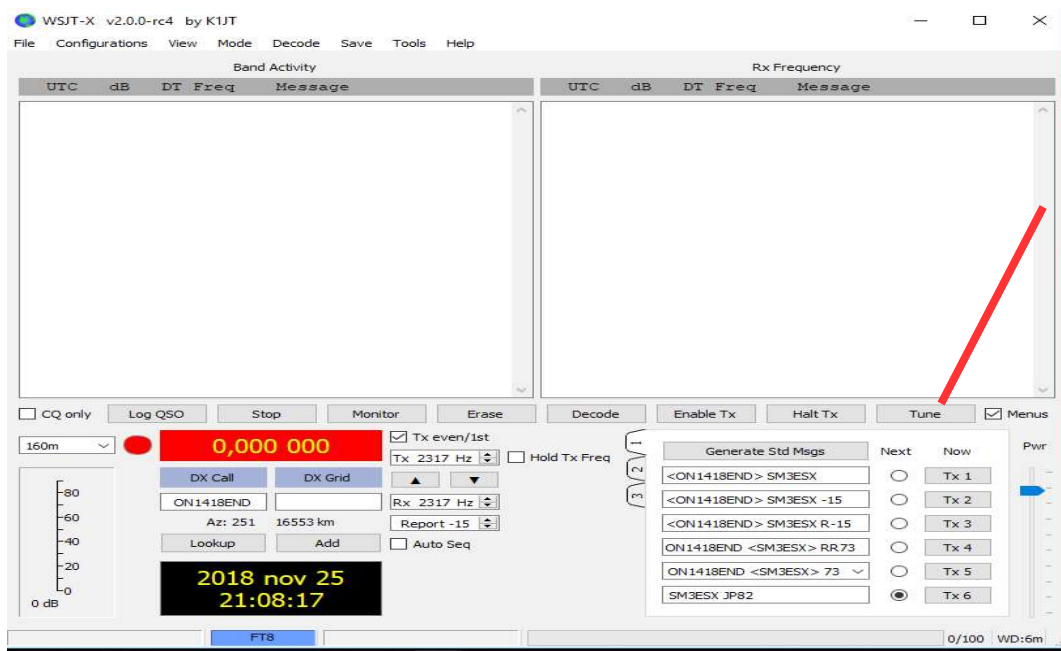 WSJT-X v2.0.0-rc4 by K1JT
File Configurations View Mode Decode Save Tools Help
Band Activity Rx Frequency
UTC dB DT Freq Message UTC dB DT Freq Message
CQ only Log QSO Stop Monitor Erase Decode Enable Tx Halt Tx Tune Menus
160m 0,000 000 Tx even/1st 1 Generate Std Msgs Next Now Pwr
Tx 2317 Hz Hold Tx Freq
DX Call DX Grid 2 <ON1418END> SM3ESX Tx 1
-80 ON1418END Rx 2317 Hz 3 <ON1418END> SM3ESX -15 Tx 2
-60 Az: 251 16553 km Report -15 <ON1418END> SM3ESX R-15 Tx 3
-40 Lookup Add Auto Seq ON1418END <SM3ESX> RR73 Tx 4
-20 2018 nov 25 ON1418END <SM3ESX> 73 Tx 5
0 21:08:17 SM3ESX JP82 Tx 6
0 dB
FT8 0/100 WD:6m